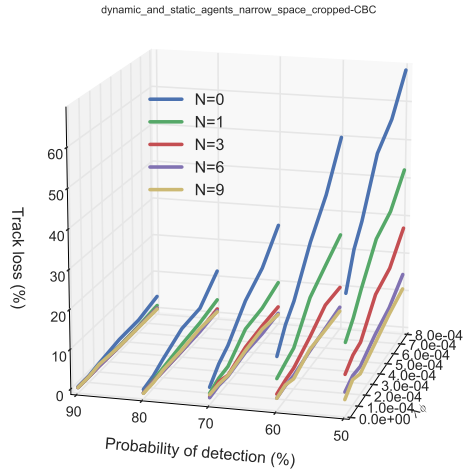 dynamic_and_static_agents_narrow_space_cropped-CBC
N=0
N=1
N=3
N=6
N=9
60
50
40
30
20
10
0
Track loss (%)
90
80
70
60
50
Probability of detection (%)
8.0e-04
7.0e-04
6.0e-04
5.0e-04
4.0e-04
3.0e-04
2.0e-04
1.0e-04
0.0e+00